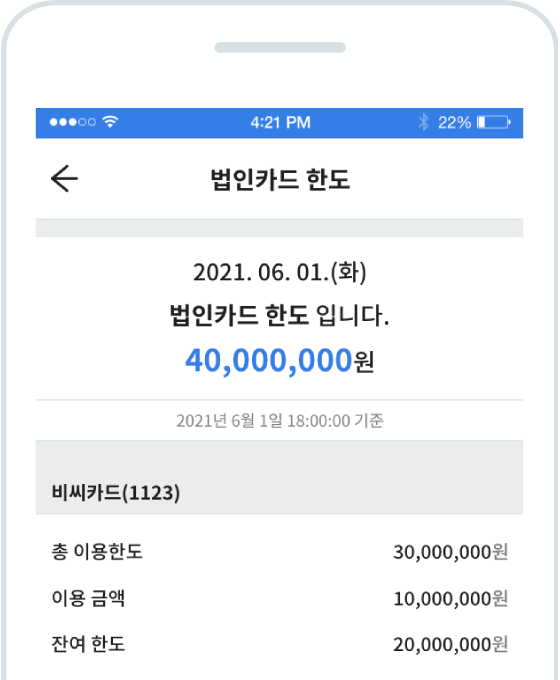 4:21 PM 22%
법인카드 한도
2021. 06. 01.(화)
법인카드 한도 입니다.
40,000,000원
2021년 6월 1일 18:00:00 기준
비씨카드(1123)
총 이용한도 30,000,000원
이용 금액 10,000,000원
잔여 한도 20,000,000원